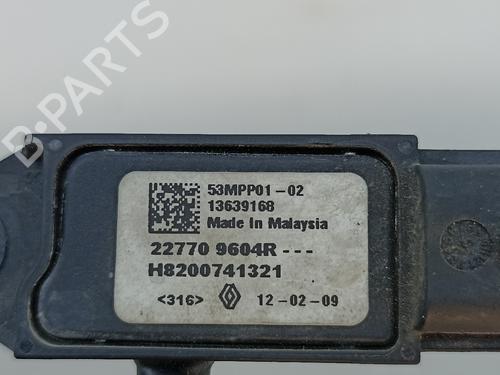 B-PARTS
53MPP01-02
13639168
Made In Malaysia
22770 9604R---
H8200741321
<316> 12-02-09